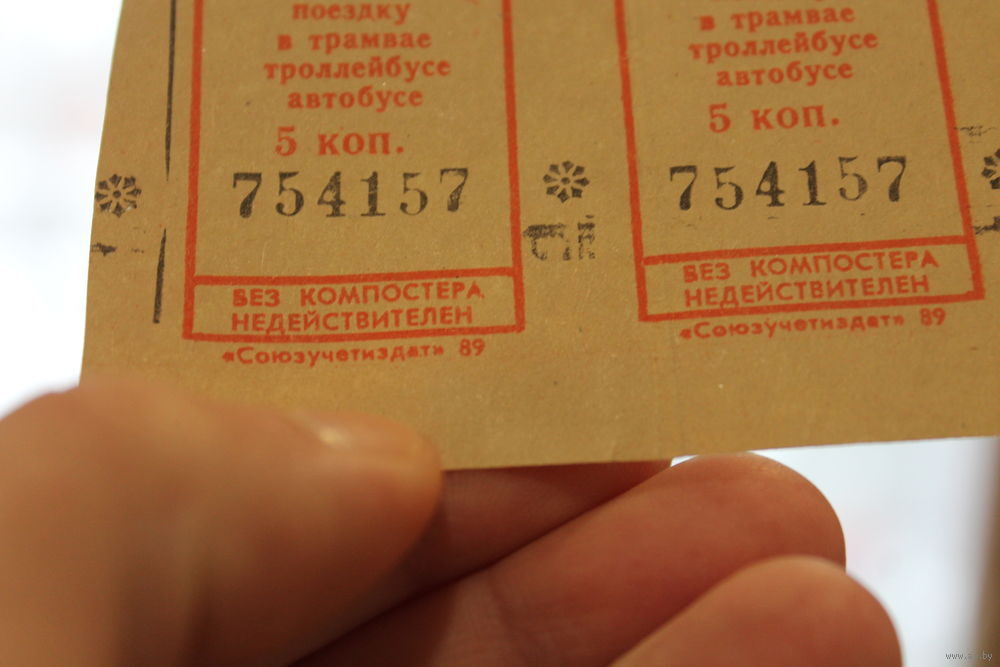 поездку
в трамвае
троллейбусе
автобусе
5 коп.
754157
БЕЗ КОМПОСТЕРА
НЕДЕЙСТВИТЕЛЕН
«Союзучетиздат» 89
в трамвае
троллейбусе
автобусе
5 коп.
754157
БЕЗ КОМПОСТЕРА
НЕДЕЙСТВИТЕЛЕН
«Союзучетиздат» 89